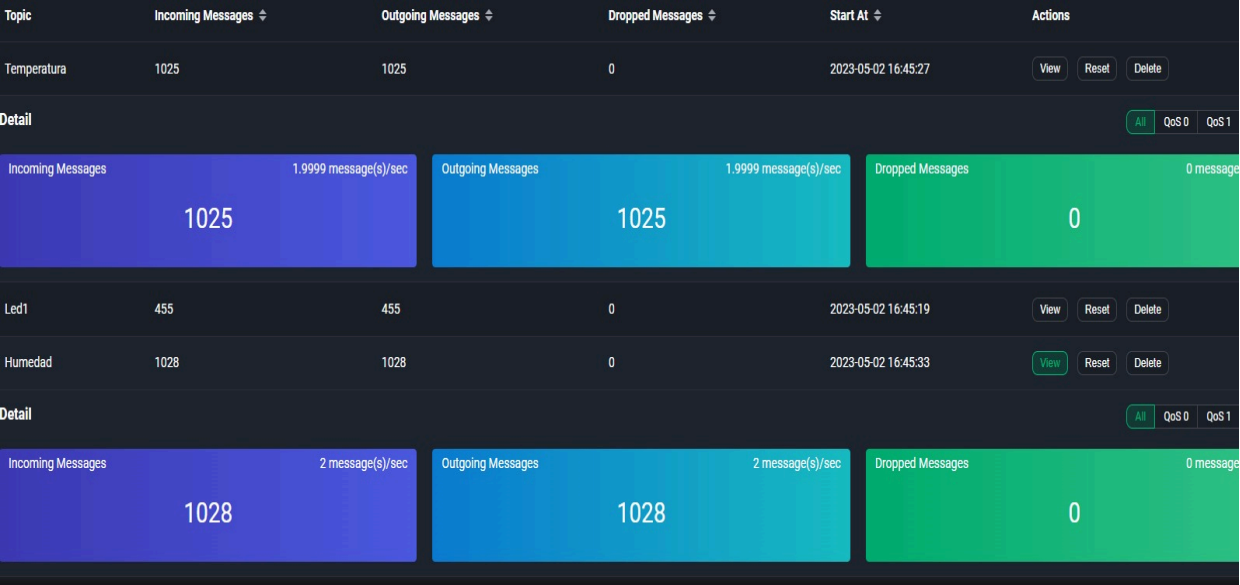 Topic Incoming Messages Outgoing Messages Dropped Messages Start At Actions
Temperatura 1025 1025 0 2023-05-02 16:45:27 View Reset Delete
Detail All QoS 0 QoS 1
Incoming Messages 1.9999 message(s)/sec Outgoing Messages 1.9999 message(s)/sec Dropped Messages 0 message
1025 1025 0
Led1 455 455 0 2023-05-02 16:45:19 View Reset Delete
Humedad 1028 1028 0 2023-05-02 16:45:33 View Reset Delete
Detail All QoS 0 QoS 1
Incoming Messages 2 message(s)/sec Outgoing Messages 2 message(s)/sec Dropped Messages 0 message
1028 1028 0